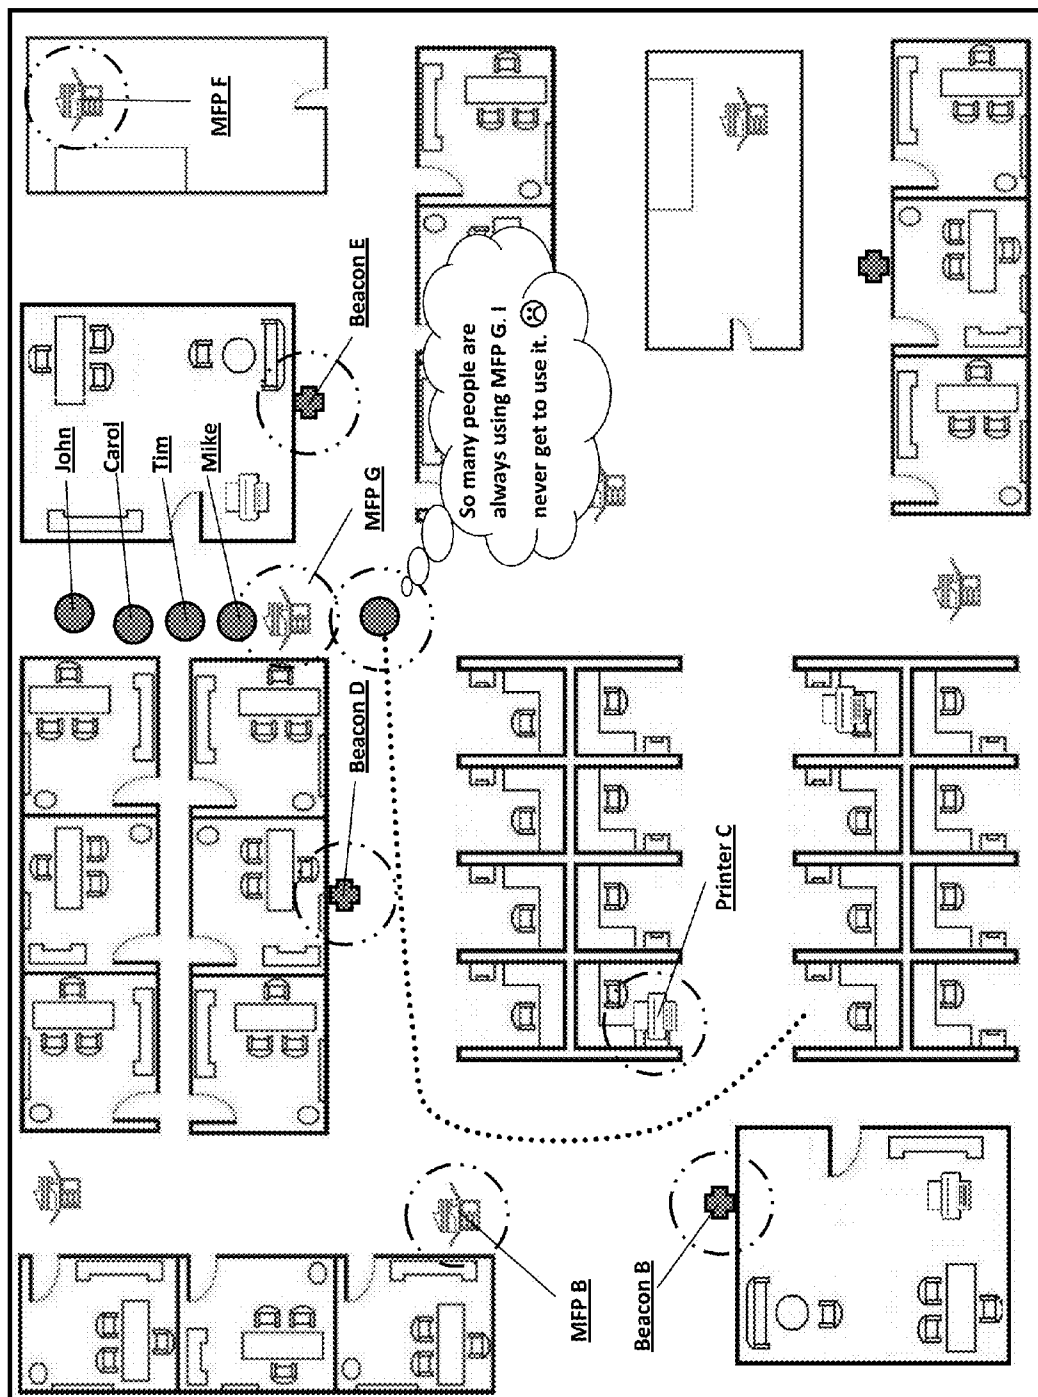 MFP F
Beacon E
John
Carol
Tim
Mike
MFP G
So many people are
always using MFP G. I
never get to use it.
Beacon D
Printer C
MFP B
Beacon B